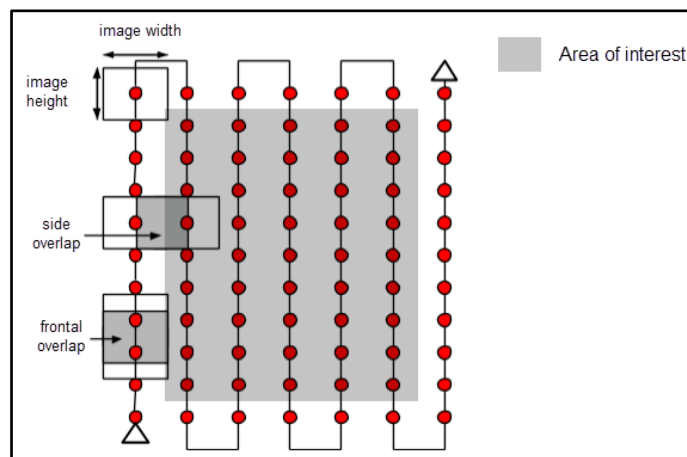 image width
image
height
Area of interest
side
overlap
frontal
overlap